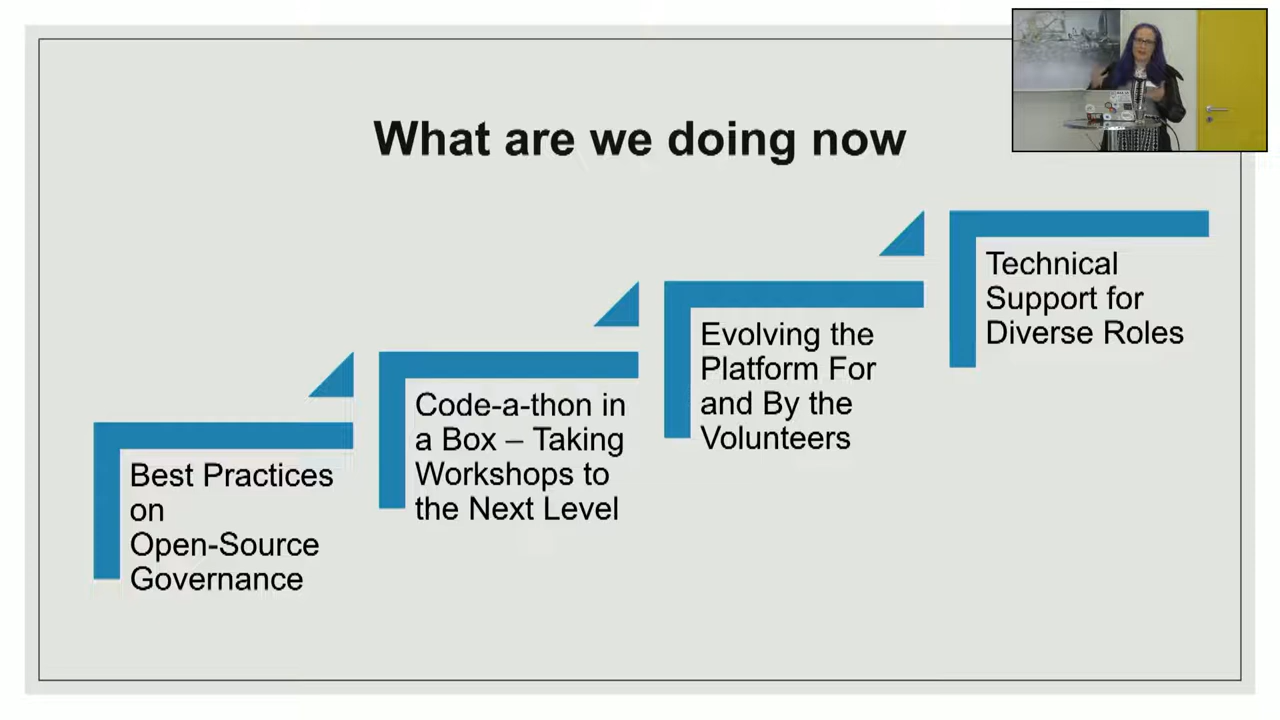 What are we doing now
Best Practices
on
Open-Source
Governance
Code-a-thon in
a Box – Taking
Workshops to
the Next Level
Evolving the
Platform For
and By the
Volunteers
Technical
Support for
Diverse Roles